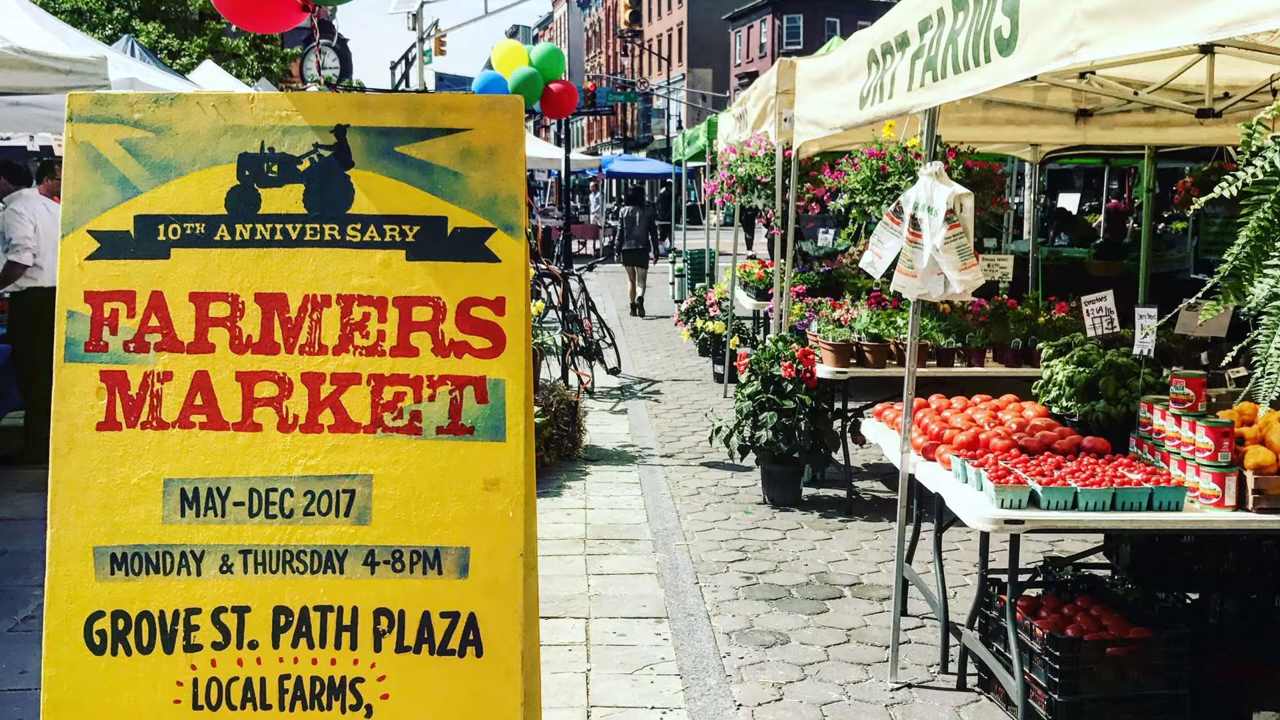 10TH ANNIVERSARY
FARMERS
MARKET
MAY-DEC 2017
MONDAY & THURSDAY 4-8PM
GROVE ST. PATH PLAZA
LOCAL FARMS,
ORT FARMS